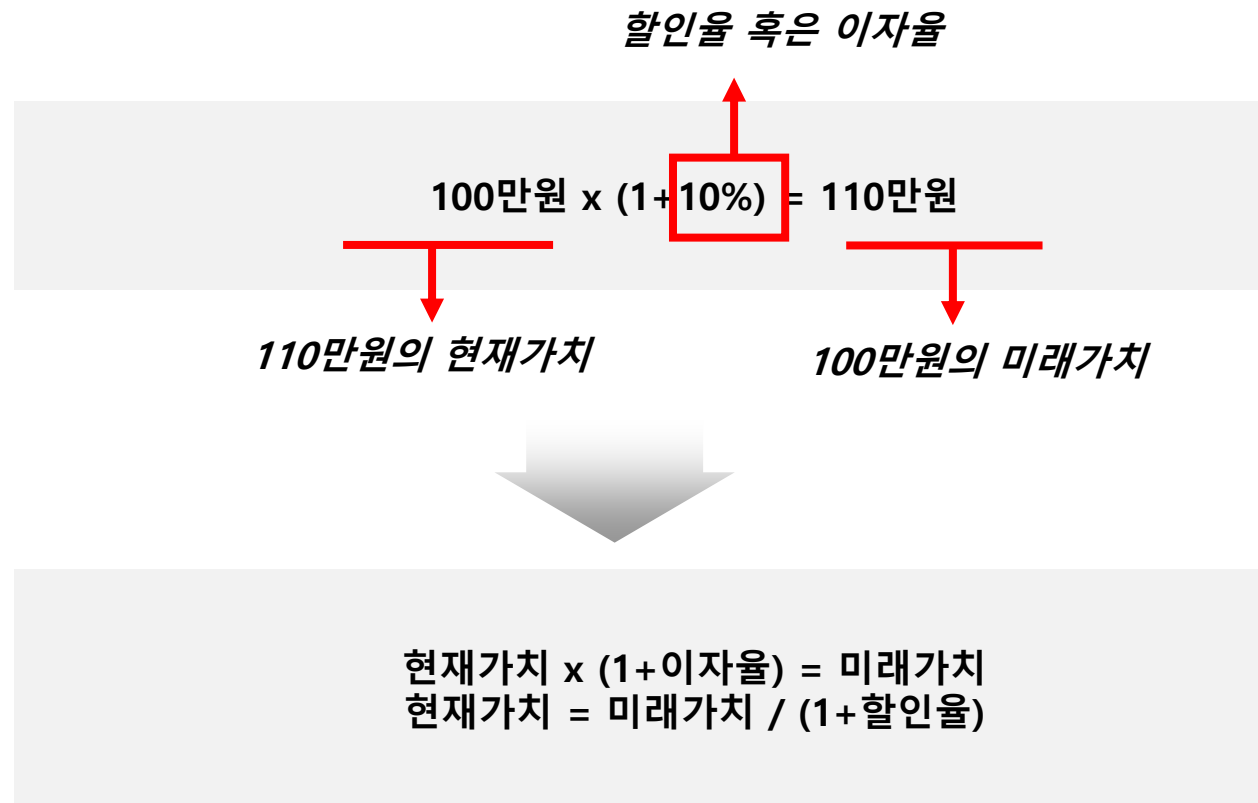 할인율 혹은 이자율
100만원 x (1+10%) = 110만원
110만원의 현재가치
100만원의 미래가치
현재가치 x (1+이자율) = 미래가치
현재가치 = 미래가치 / (1+할인율)